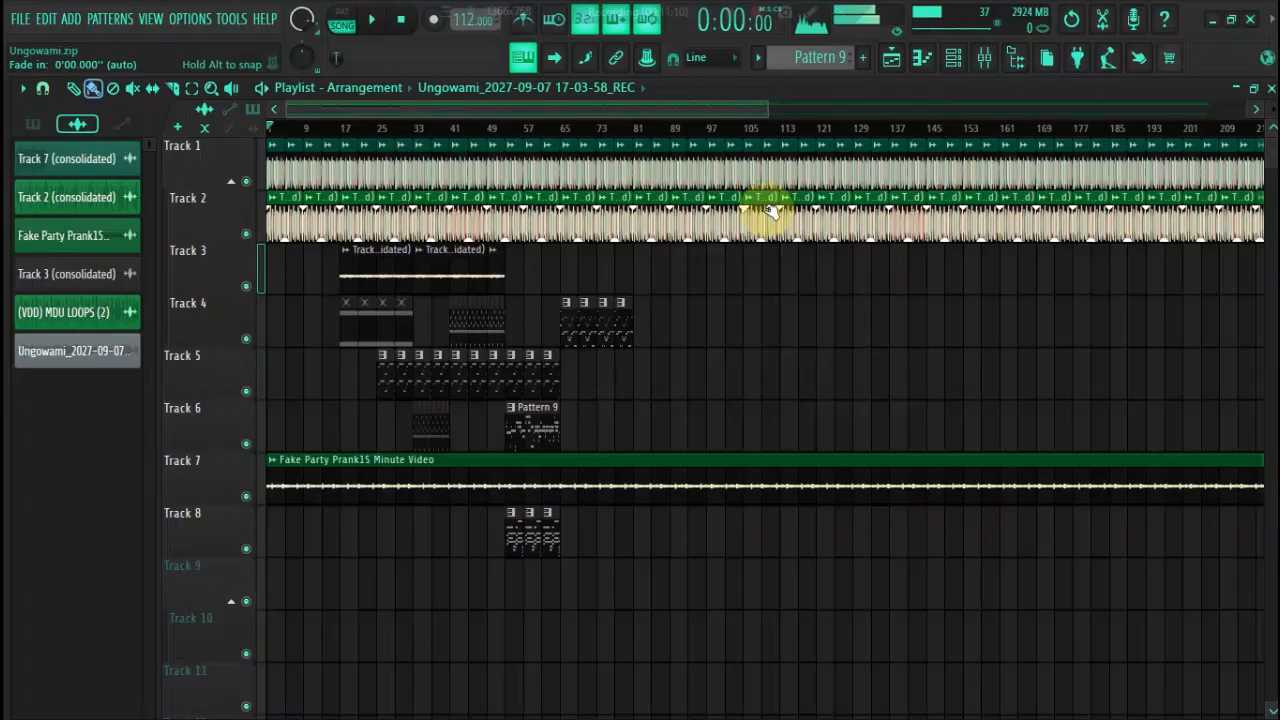 FILE EDIT ADD PATTERNS VIEW OPTIONS TOOLS HELP
PAT
SONG
112.000
0:00:00
M:S:CS
37
2924 MB
0
Ungowami.zip
Fade in: 0'00.000'' (auto)
Hold Alt to snap
Line
Pattern 9
Playlist - Arrangement
Ungowami_2027-09-07 17-03-58_REC
9 17 25 33 41 49 57 65 73 81 89 97 105 113 121 129 137 145 153 161 169 177 185 193 201
Track 7 (consolidated)
Track 2 (consolidated)
Fake Party Prank15..
Track 3 (consolidated)
(VDD) MDU LOOPS (2)
Ungowami_2027-09-07..
Track 1
Track 2
T..d) T..d) T..d) T..d) T..d) T..d) T..d) T..d) T..d) T..d) T..d) T..d) T..d) T..d) T..d) T..d) T..d) T..d) T..d) T..d) T..d) T..d) T..d) T..d) T..d) T..d)
Track 3
Track..idated) Track..idated)
Track 4
Track 5
Track 6
Pattern 9
Track 7
Fake Party Prank15 Minute Video
Track 8
Track 9
Track 10
Track 11